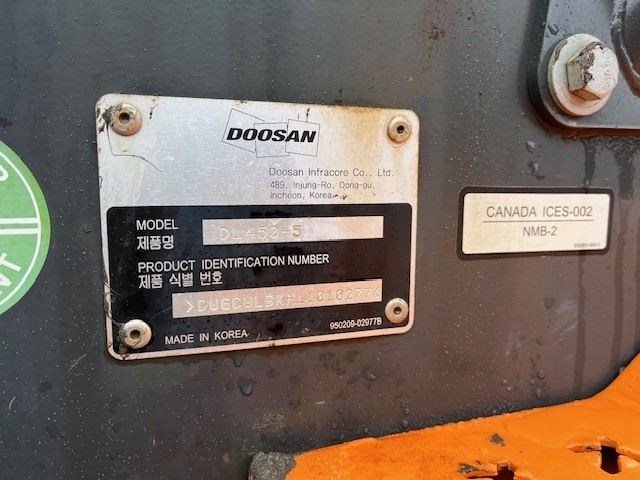 DOOSAN
Doosan Infracore Co., Ltd.
489, Injung-Ro, Dong-gu,
Incheon, Korea
MODEL
제품명
DL450-5
PRODUCT IDENTIFICATION NUMBER
제품 식별 번호
MADE IN KOREA
950209-02977B
CANADA ICES-002
NMB-2